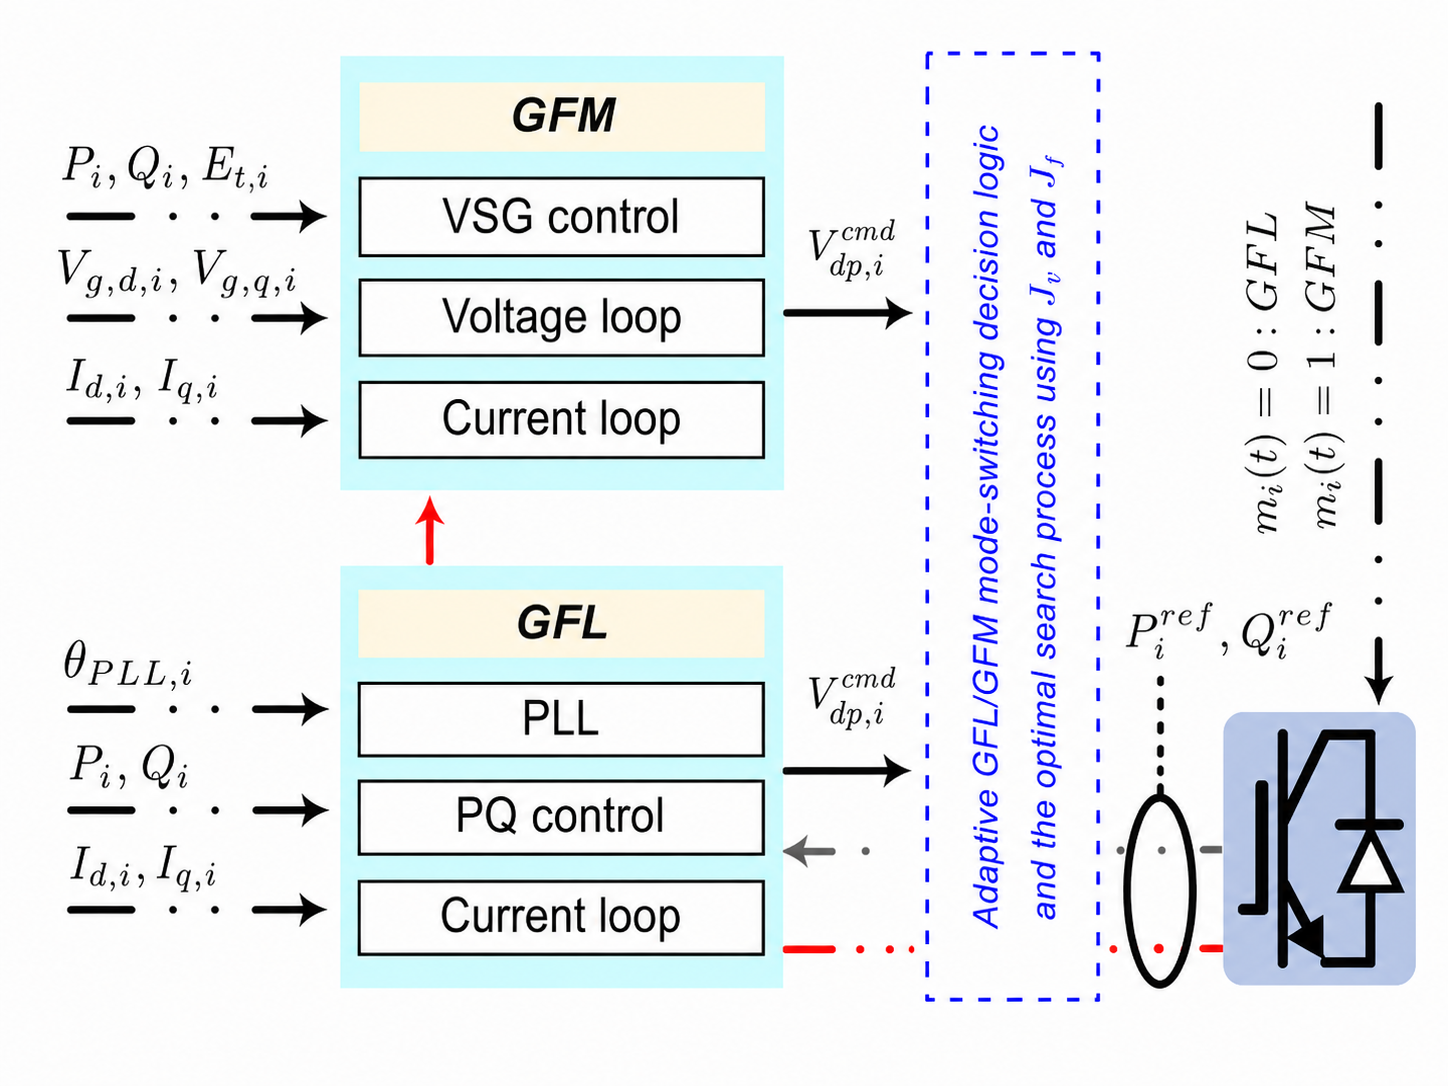 GFM
P_i, Q_i, E_{t,i}
VSG control
V_{g,d,i}, V_{g,q,i}
Voltage loop
I_{d,i}, I_{q,i}
Current loop
V_{dp,i}^{cmd}
GFL
θ_{PLL,i}
PLL
P_i, Q_i
PQ control
I_{d,i}, I_{q,i}
Current loop
V_{dp,i}^{cmd}
Adaptive GFL/GFM mode-switching decision logic
and the optimal search process using J_v and J_f
m_i(t) = 0 : GFL
m_i(t) = 1 : GFM
P_i^{ref}, Q_i^{ref}